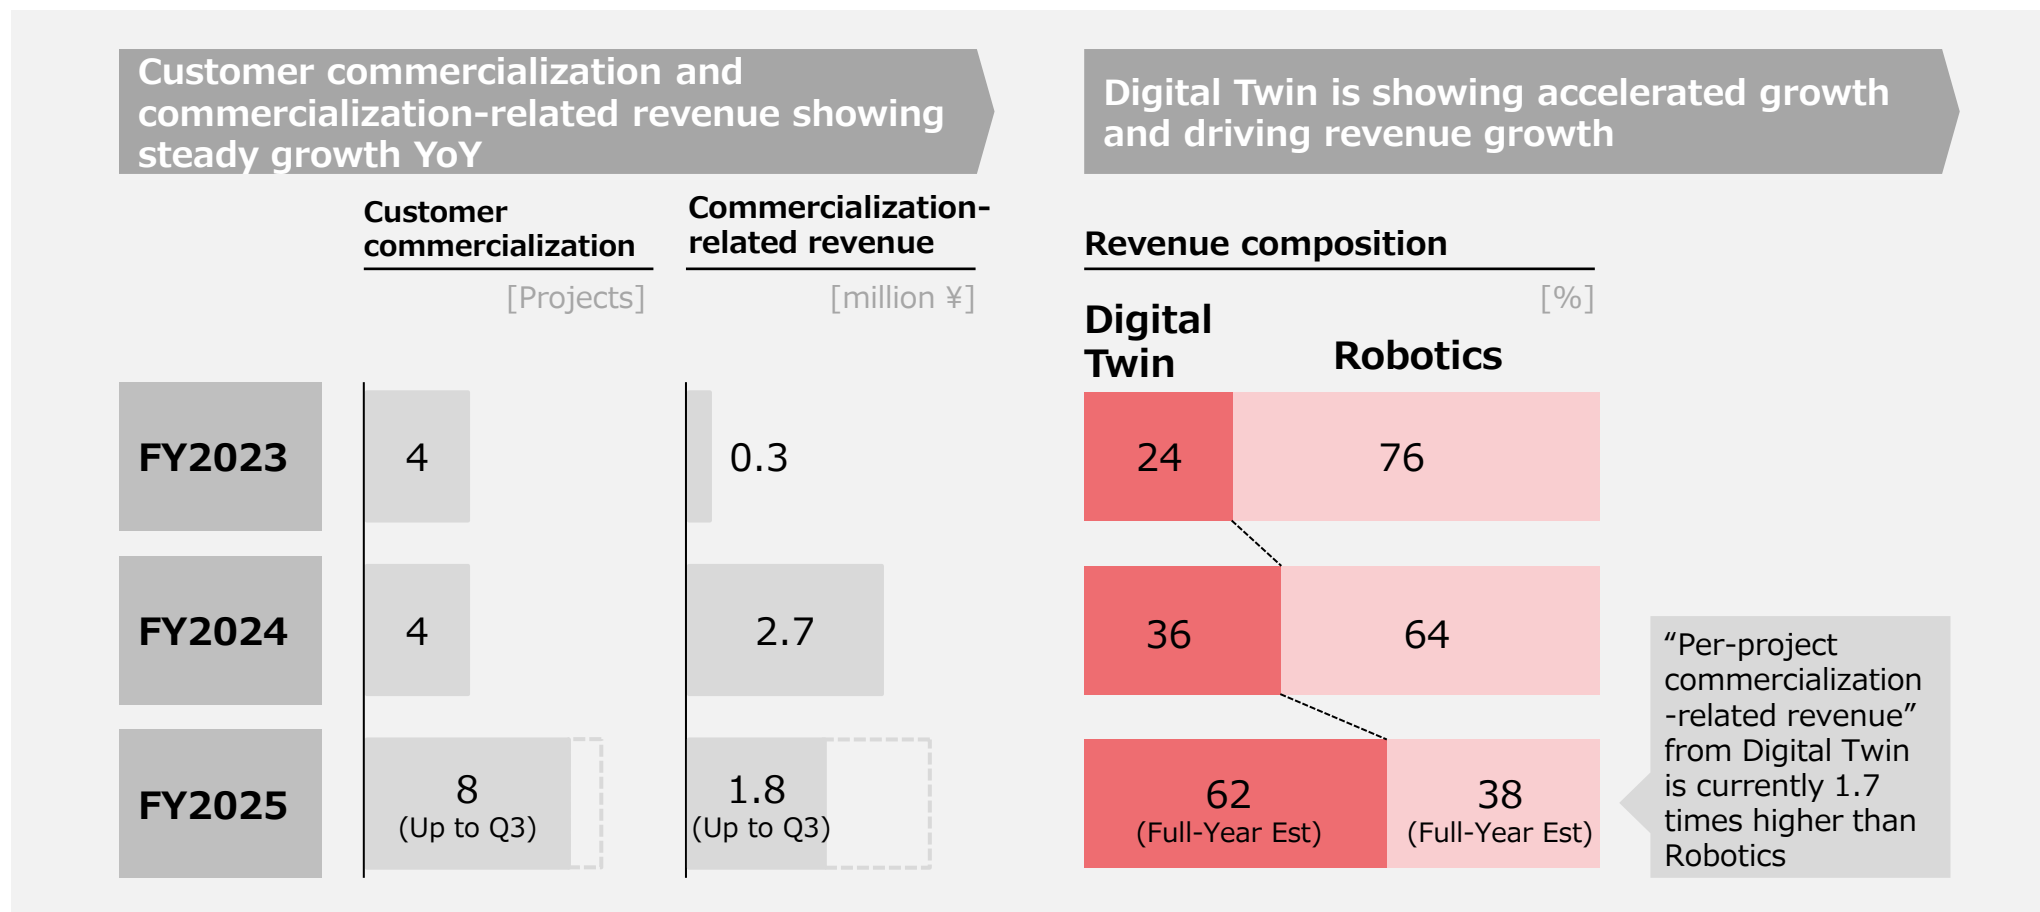 Customer commercialization and
commercialization-related revenue showing
steady growth YoY
Digital Twin is showing accelerated growth
and driving revenue growth
Customer
commercialization
[Projects]
Commercialization-
related revenue
[million ¥]
Revenue composition
[%]
Digital
Twin
Robotics
FY2023
4
0.3
24
76
FY2024
4
2.7
36
64
FY2025
8
(Up to Q3)
1.8
(Up to Q3)
62
(Full-Year Est)
38
(Full-Year Est)
“Per-project
commercialization
-related revenue”
from Digital Twin
is currently 1.7
times higher than
Robotics